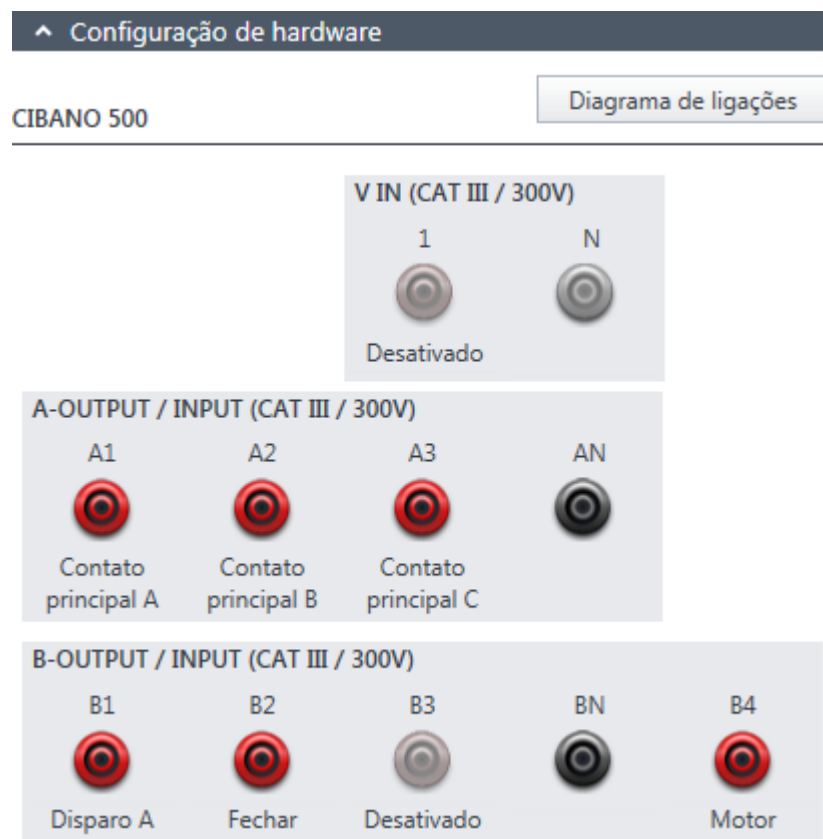 Configuração de hardware
Diagrama de ligações
CIBANO 500
V IN (CAT III / 300V)
1 N
Desativado
A-OUTPUT / INPUT (CAT III / 300V)
A1 A2 A3 AN
Contato Contato Contato
principal A principal B principal C
B-OUTPUT / INPUT (CAT III / 300V)
B1 B2 B3 BN B4
Disparo A Fechar Desativado Motor